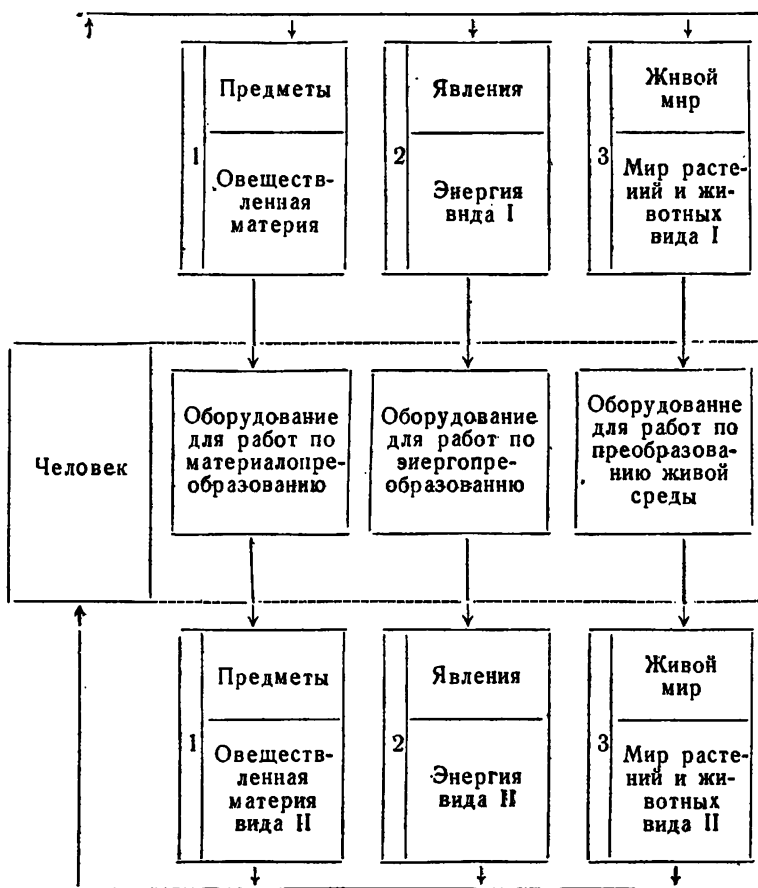 Предметы
1
Овеществ-
ленная
материя
Явления
2
Энергия
вида I
Живой
мир
3
Мир расте-
ний и жи-
вотных
вида I
Человек
Оборудование
для работ по
материалопре-
образованию
Оборудование
для работ по
энергопре-
образованию
Оборудование
для работ по
преобразова-
нию живой
среды
Предметы
1
Овеществ-
ленная
материя
вида II
Явления
2
Энергия
вида II
Живой
мир
3
Мир расте-
ний и жи-
вотных
вида II